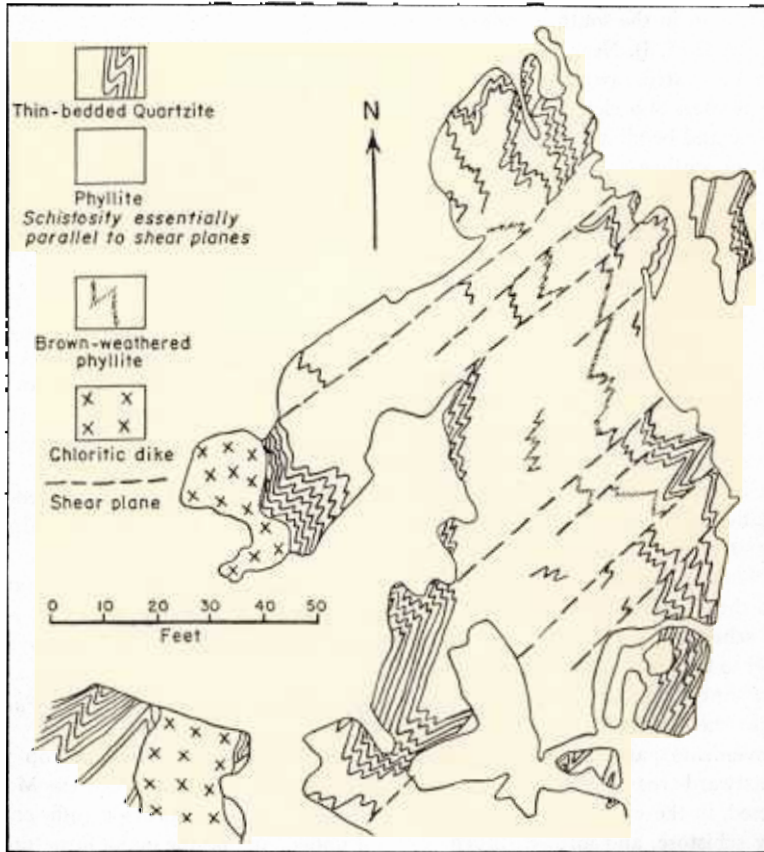 Thin-bedded Quartzite
Phyllite
Schistosity essentially
parallel to shear planes
Brown-weathered
phyllite
Chloritic dike
Shear plane
N
0 10 20 30 40 50
Feet